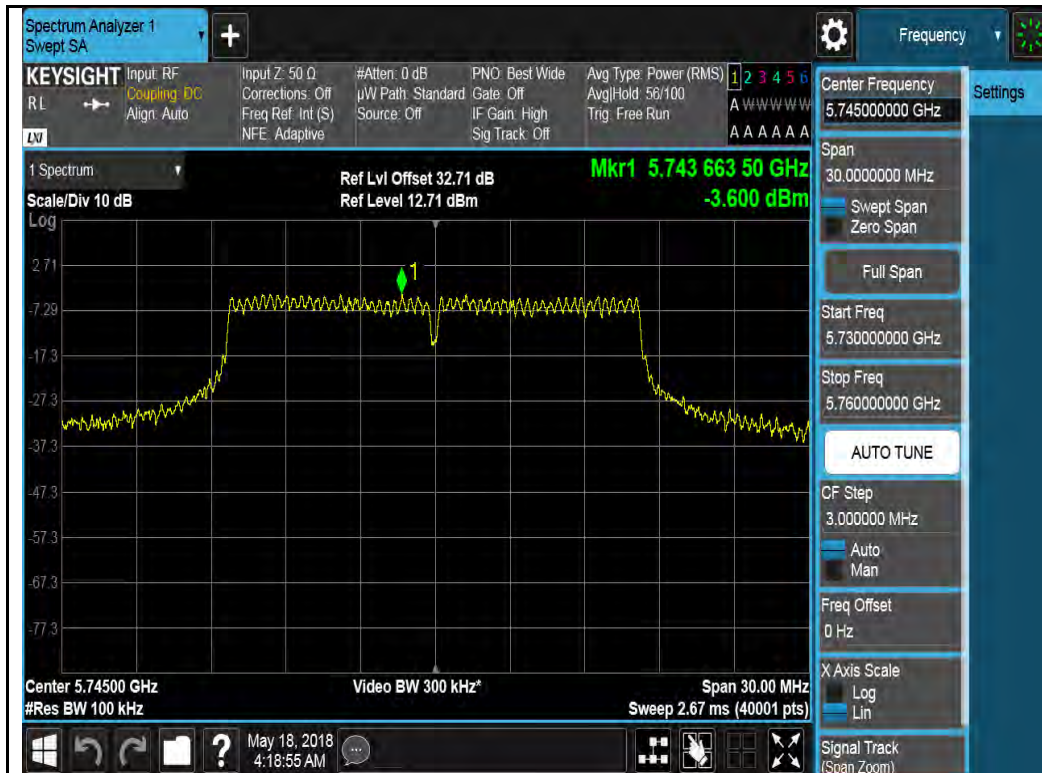 Spectrum Analyzer 1
Swept SA
+
Frequency
KEYSIGHT
R L
LXI
Input: RF
Coupling: DC
Align: Auto
Input Z: 50 Ω
Corrections: Off
Freq Ref: Int (S)
NFE: Adaptive
#Atten: 0 dB
µW Path: Standard
Source: Off
PNO: Best Wide
Gate: Off
IF Gain: High
Sig Track: Off
Avg Type: Power (RMS)
Avg|Hold: 56/100
Trig: Free Run
1 2 3 4 5 6
A W W W W W
A A A A A A
1 Spectrum
Scale/Div 10 dB
Log
Ref Lvl Offset 32.71 dB
Ref Level 12.71 dBm
Mkr1 5.743 663 50 GHz
-3.600 dBm
1
2.71
-7.29
-17.3
-27.3
-37.3
-47.3
-57.3
-67.3
-77.3
Center 5.74500 GHz
#Res BW 100 kHz
Video BW 300 kHz*
Span 30.00 MHz
Sweep 2.67 ms (40001 pts)
?
May 18, 2018
4:18:55 AM
Center Frequency
5.745000000 GHz
Span
30.0000000 MHz
Swept Span
Zero Span
Full Span
Start Freq
5.730000000 GHz
Stop Freq
5.760000000 GHz
AUTO TUNE
CF Step
3.000000 MHz
Auto
Man
Freq Offset
0 Hz
X Axis Scale
Log
Lin
Signal Track
(Span Zoom)
Settings